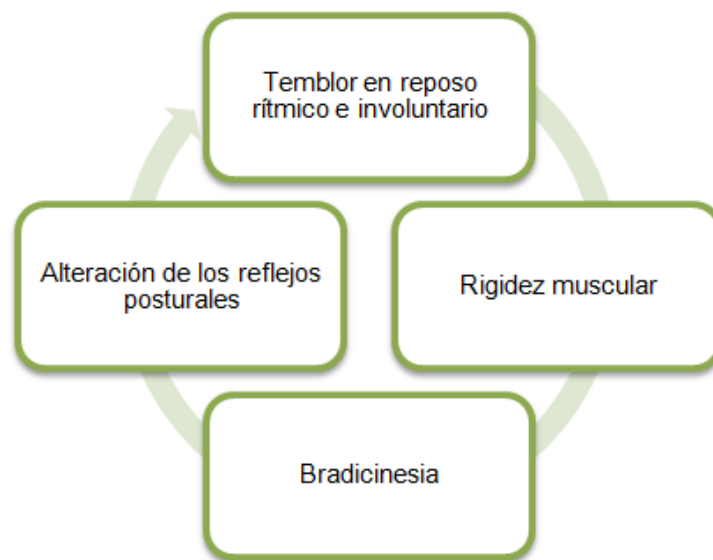 Temblor en reposo
rítmico e involuntario
Rigidez muscular
Bradicinesia
Alteración de los reflejos
posturales